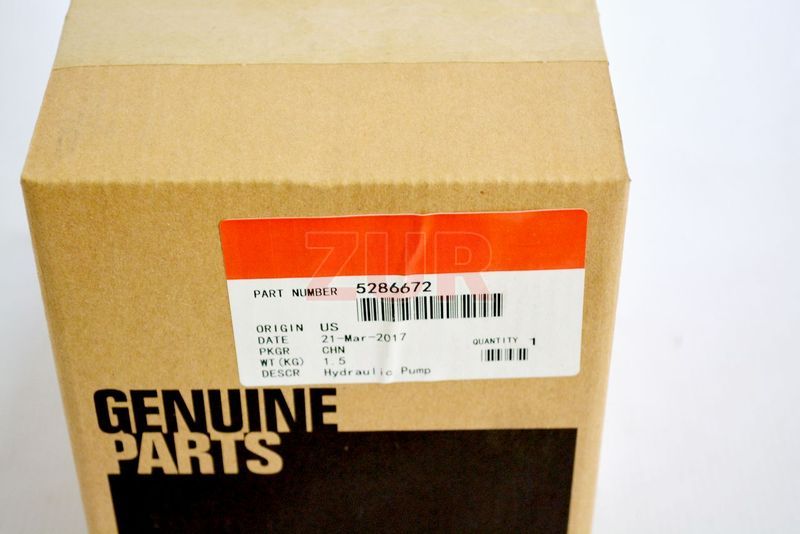 ZUR
PART NUMBER 5286672
ORIGIN US
DATE 21-Mar-2017
PKGR CHN
WT(KG) 1.5
DESCR Hydraulic Pump
QUANTITY 1
GENUINE
PARTS